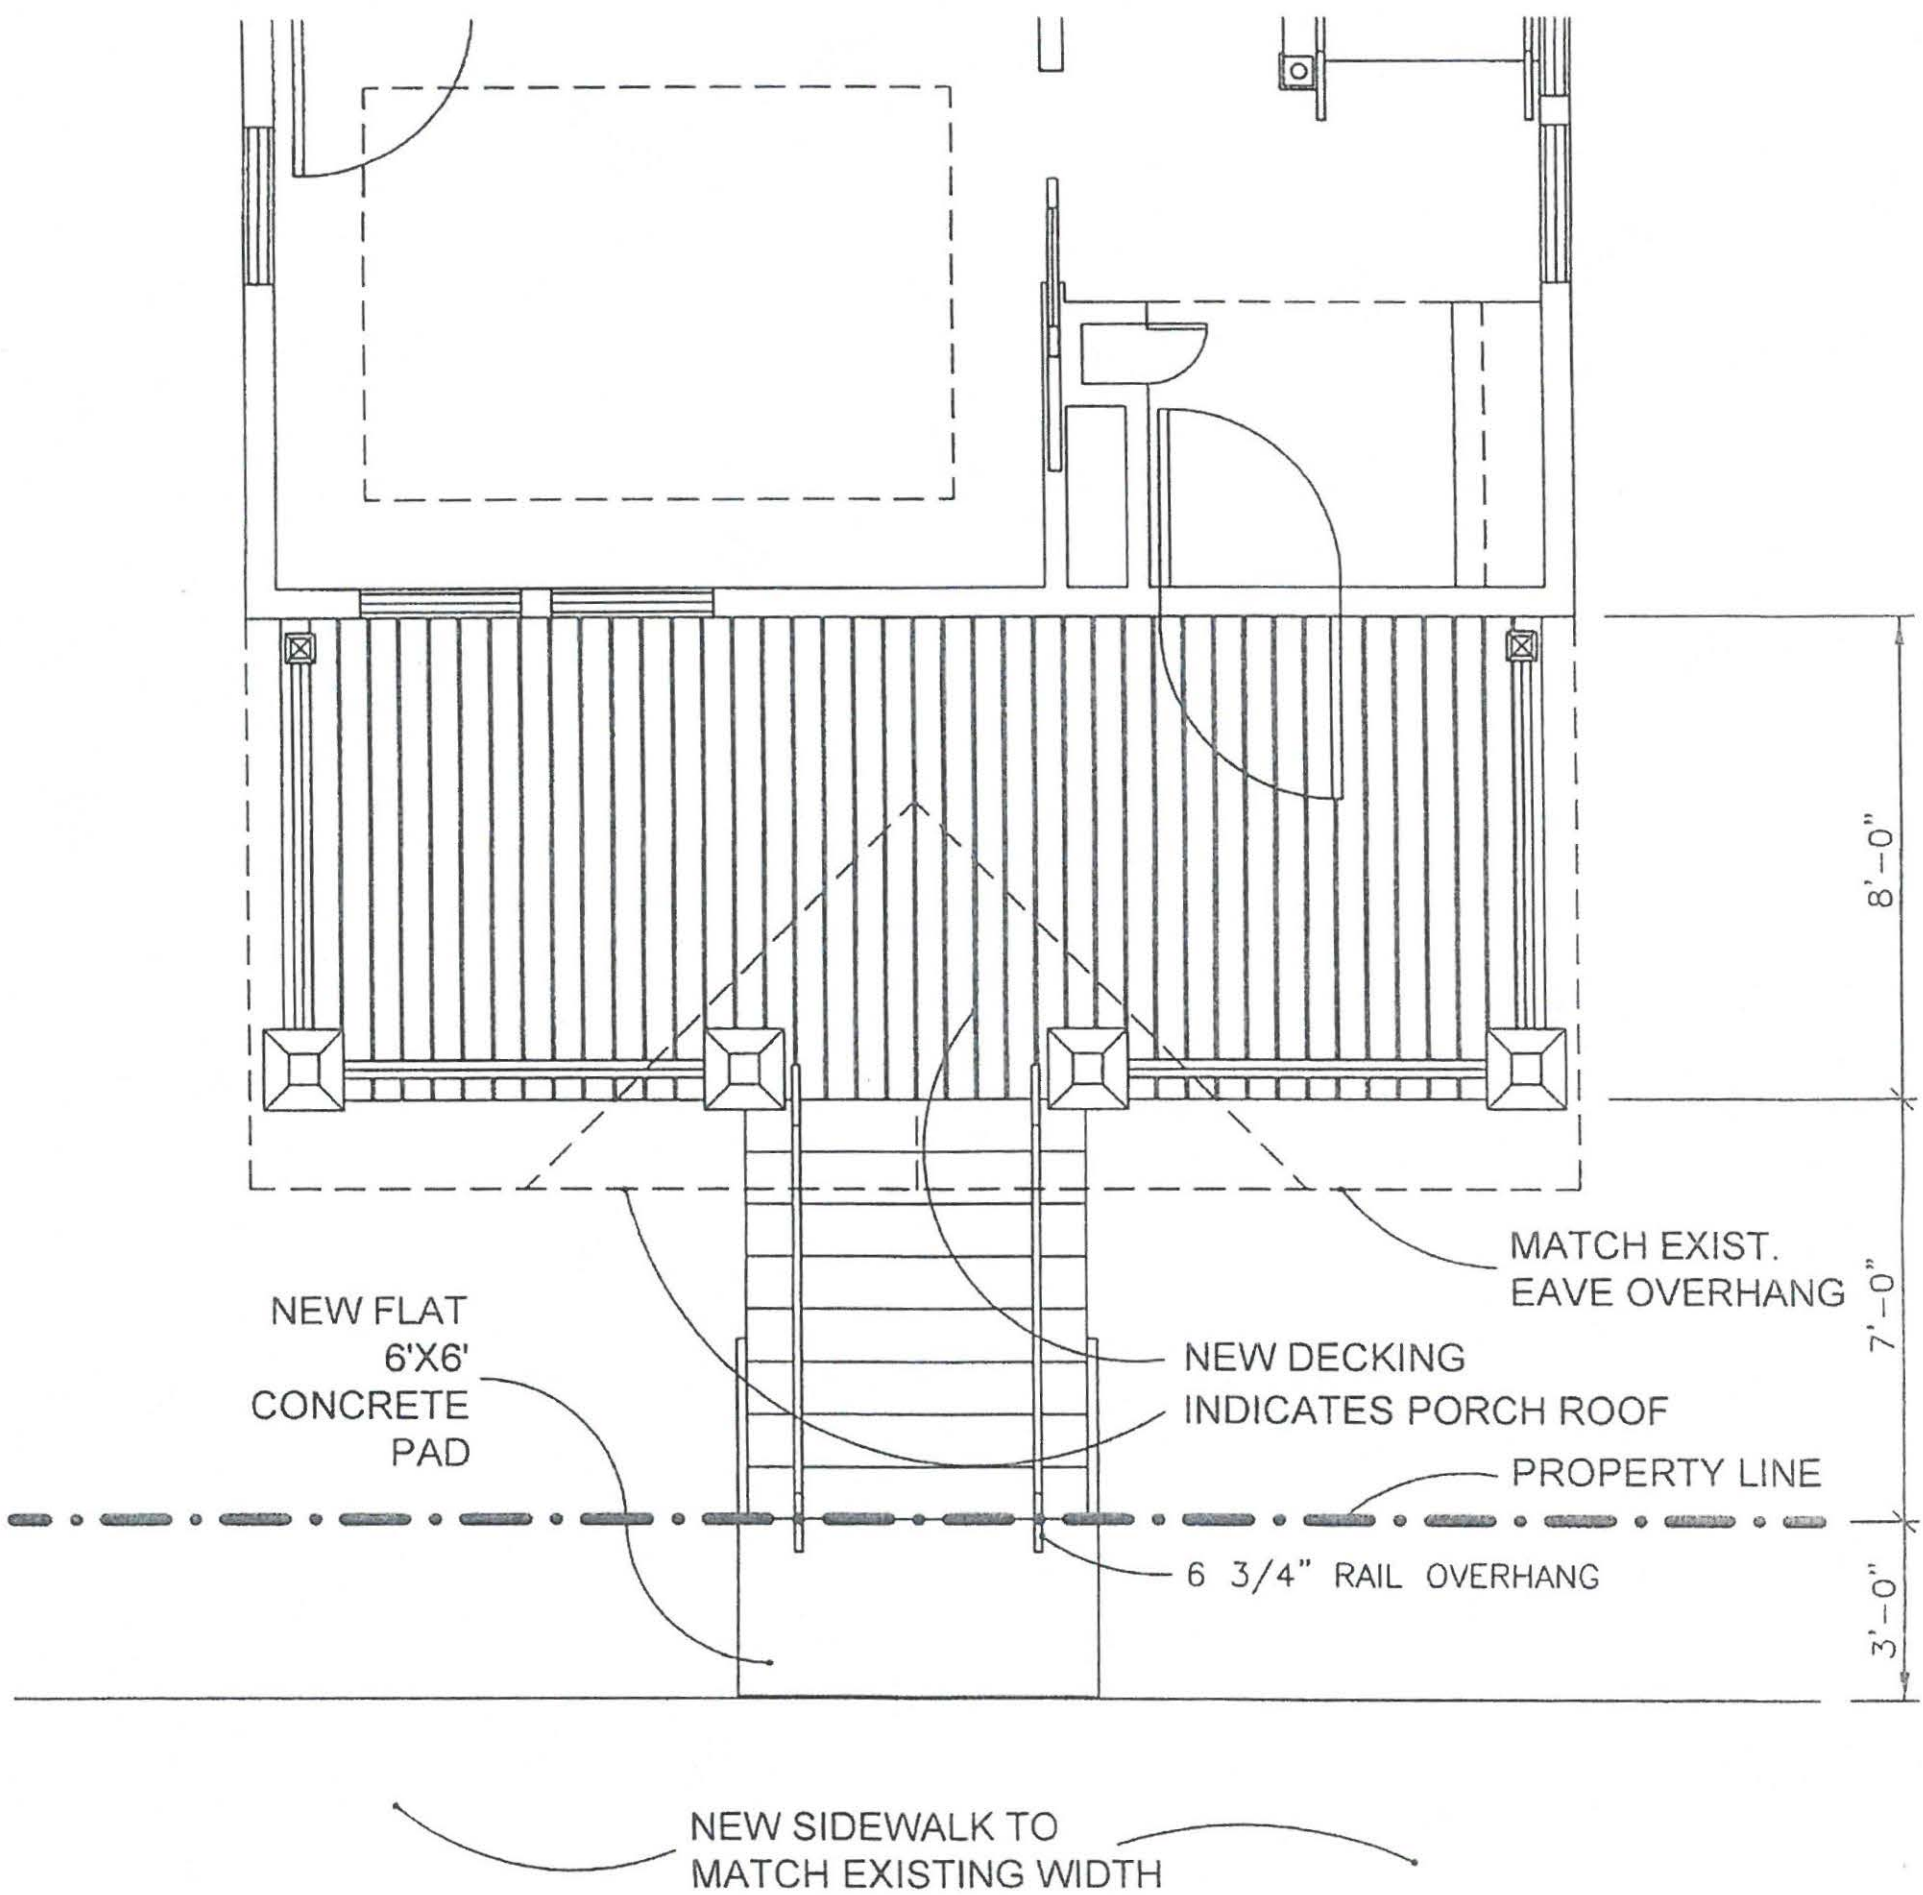 8'-0"
MATCH EXIST.
EAVE OVERHANG
7'-0"
NEW FLAT
6'X6'
CONCRETE
PAD
NEW DECKING
INDICATES PORCH ROOF
PROPERTY LINE
6 3/4" RAIL OVERHANG
3'-0"
NEW SIDEWALK TO
MATCH EXISTING WIDTH